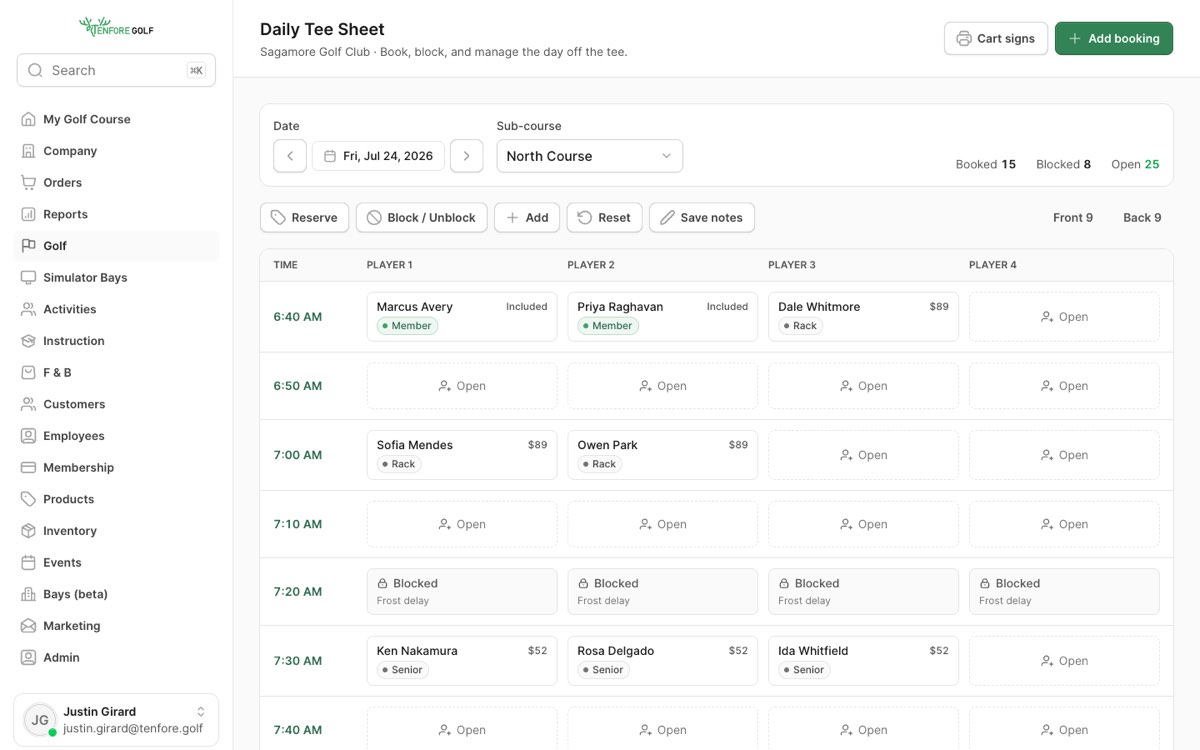 TENFORE GOLF
Search ⌘K
My Golf Course
Company
Orders
Reports
Golf
Simulator Bays
Activities
Instruction
F & B
Customers
Employees
Membership
Products
Inventory
Events
Bays (beta)
Marketing
Admin
JG
Justin Girard
justin.girard@tenfore.golf
Daily Tee Sheet
Sagamore Golf Club · Book, block, and manage the day off the tee.
Cart signs
Add booking
Date
Fri, Jul 24, 2026
Sub-course
North Course
Booked 15 Blocked 8 Open 25
Reserve
Block / Unblock
Add
Reset
Save notes
Front 9
Back 9
TIME PLAYER 1 PLAYER 2 PLAYER 3 PLAYER 4
6:40 AM
Marcus Avery Included
Member
Priya Raghavan Included
Member
Dale Whitmore $89
Rack
Open
6:50 AM
Open
Open
Open
Open
7:00 AM
Sofia Mendes $89
Rack
Owen Park $89
Rack
Open
Open
7:10 AM
Open
Open
Open
Open
7:20 AM
Blocked
Frost delay
Blocked
Frost delay
Blocked
Frost delay
Blocked
Frost delay
7:30 AM
Ken Nakamura $52
Senior
Rosa Delgado $52
Senior
Ida Whitfield $52
Senior
Open
7:40 AM
Open
Open
Open
Open